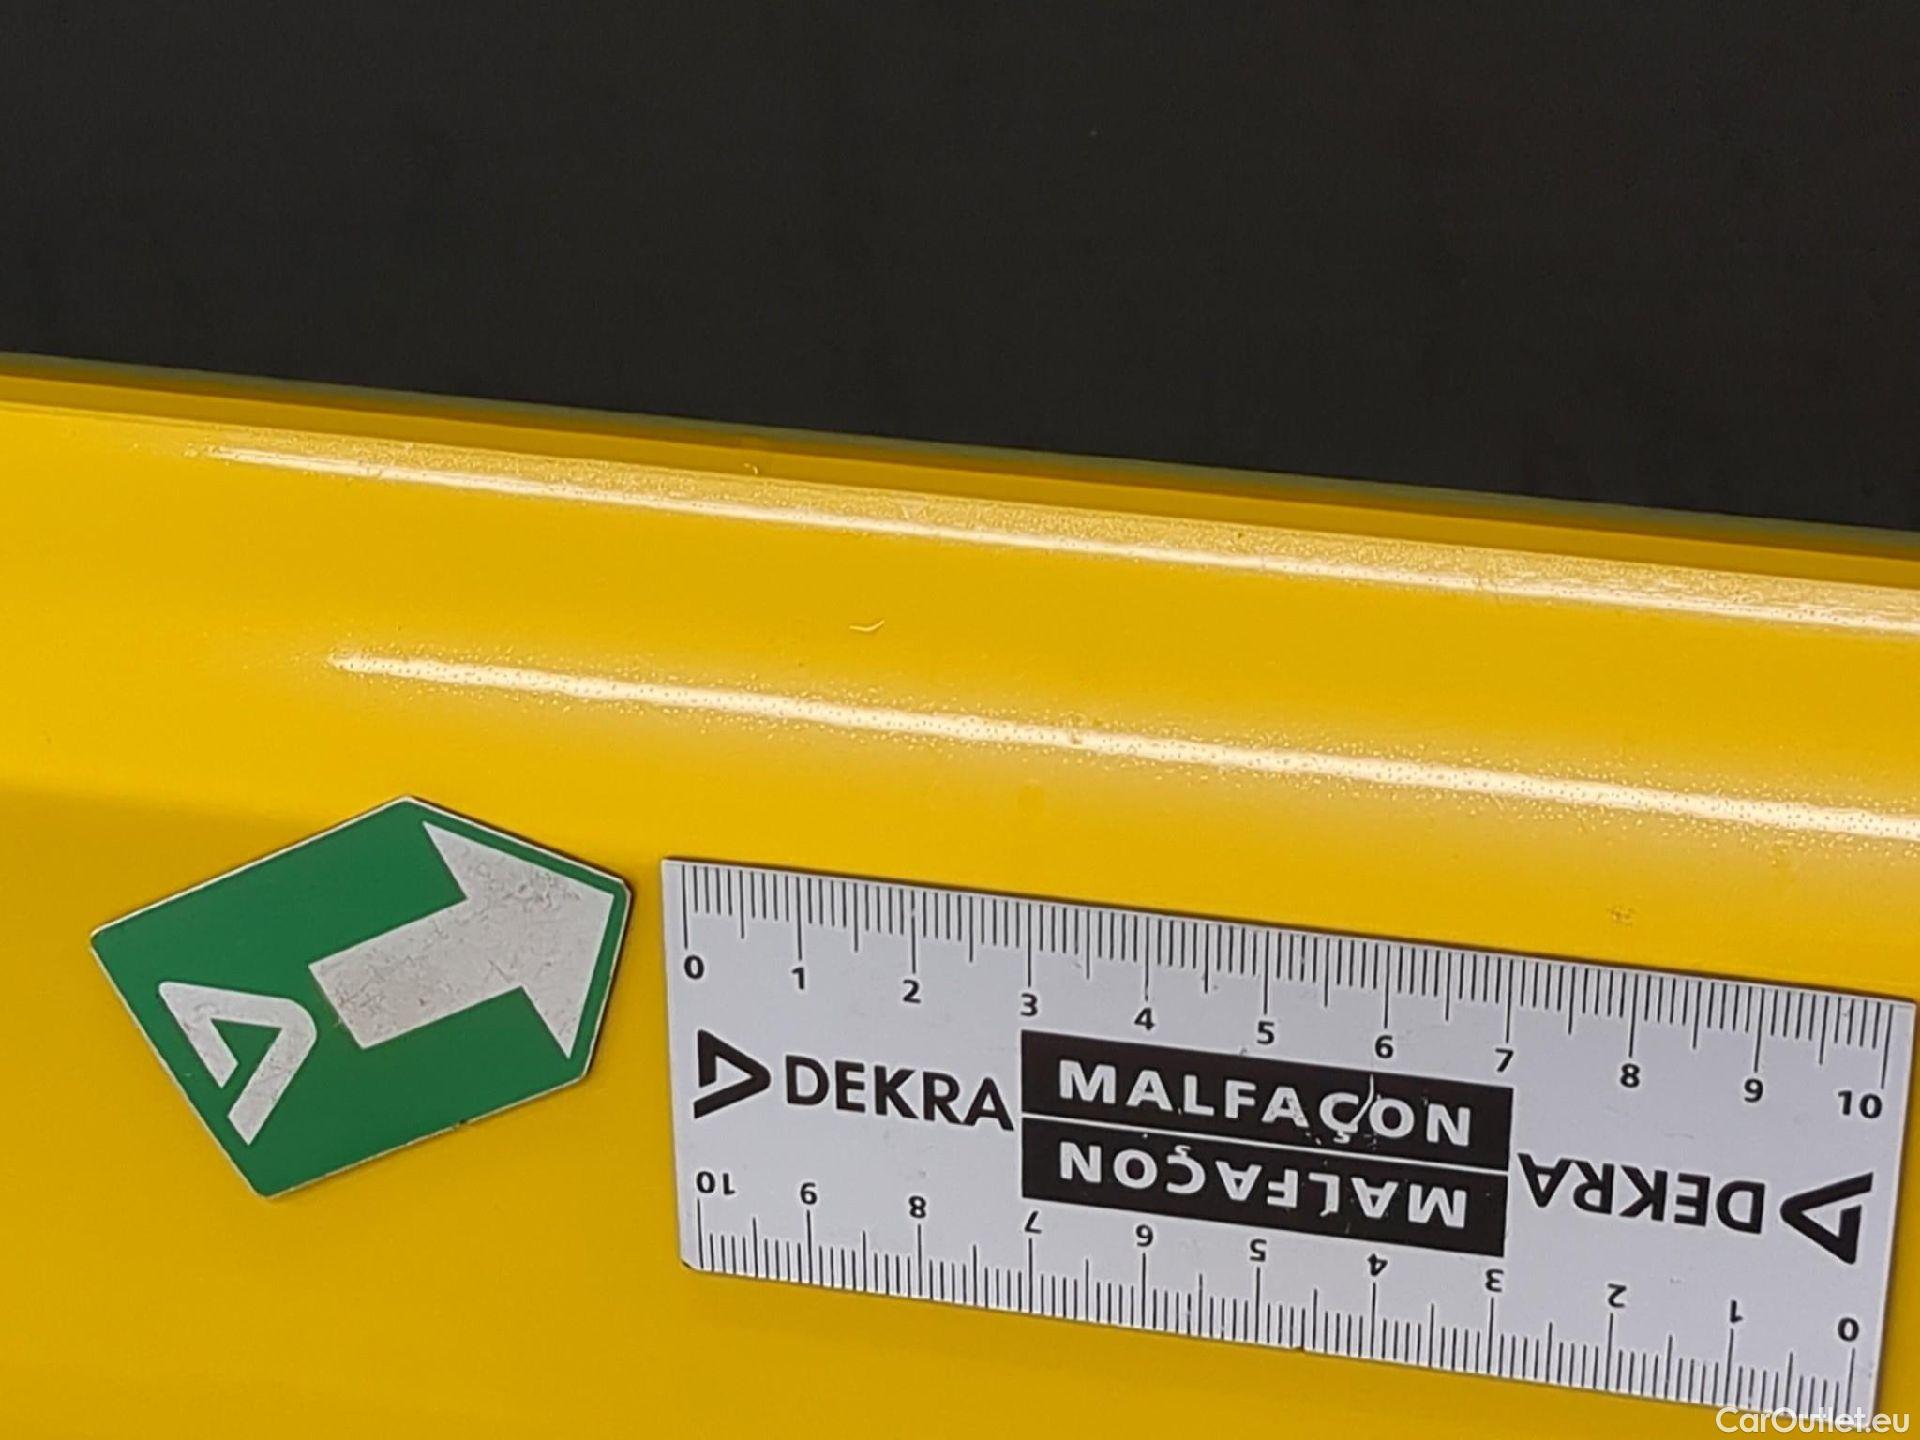 0 1 2 3 4 5 6 7 8 9 10
DEKRA
MALFAÇON
MALFAÇON
DEKRA
10 9 8 7 6 5 4 3 2 1 0
CarOutlet.eu